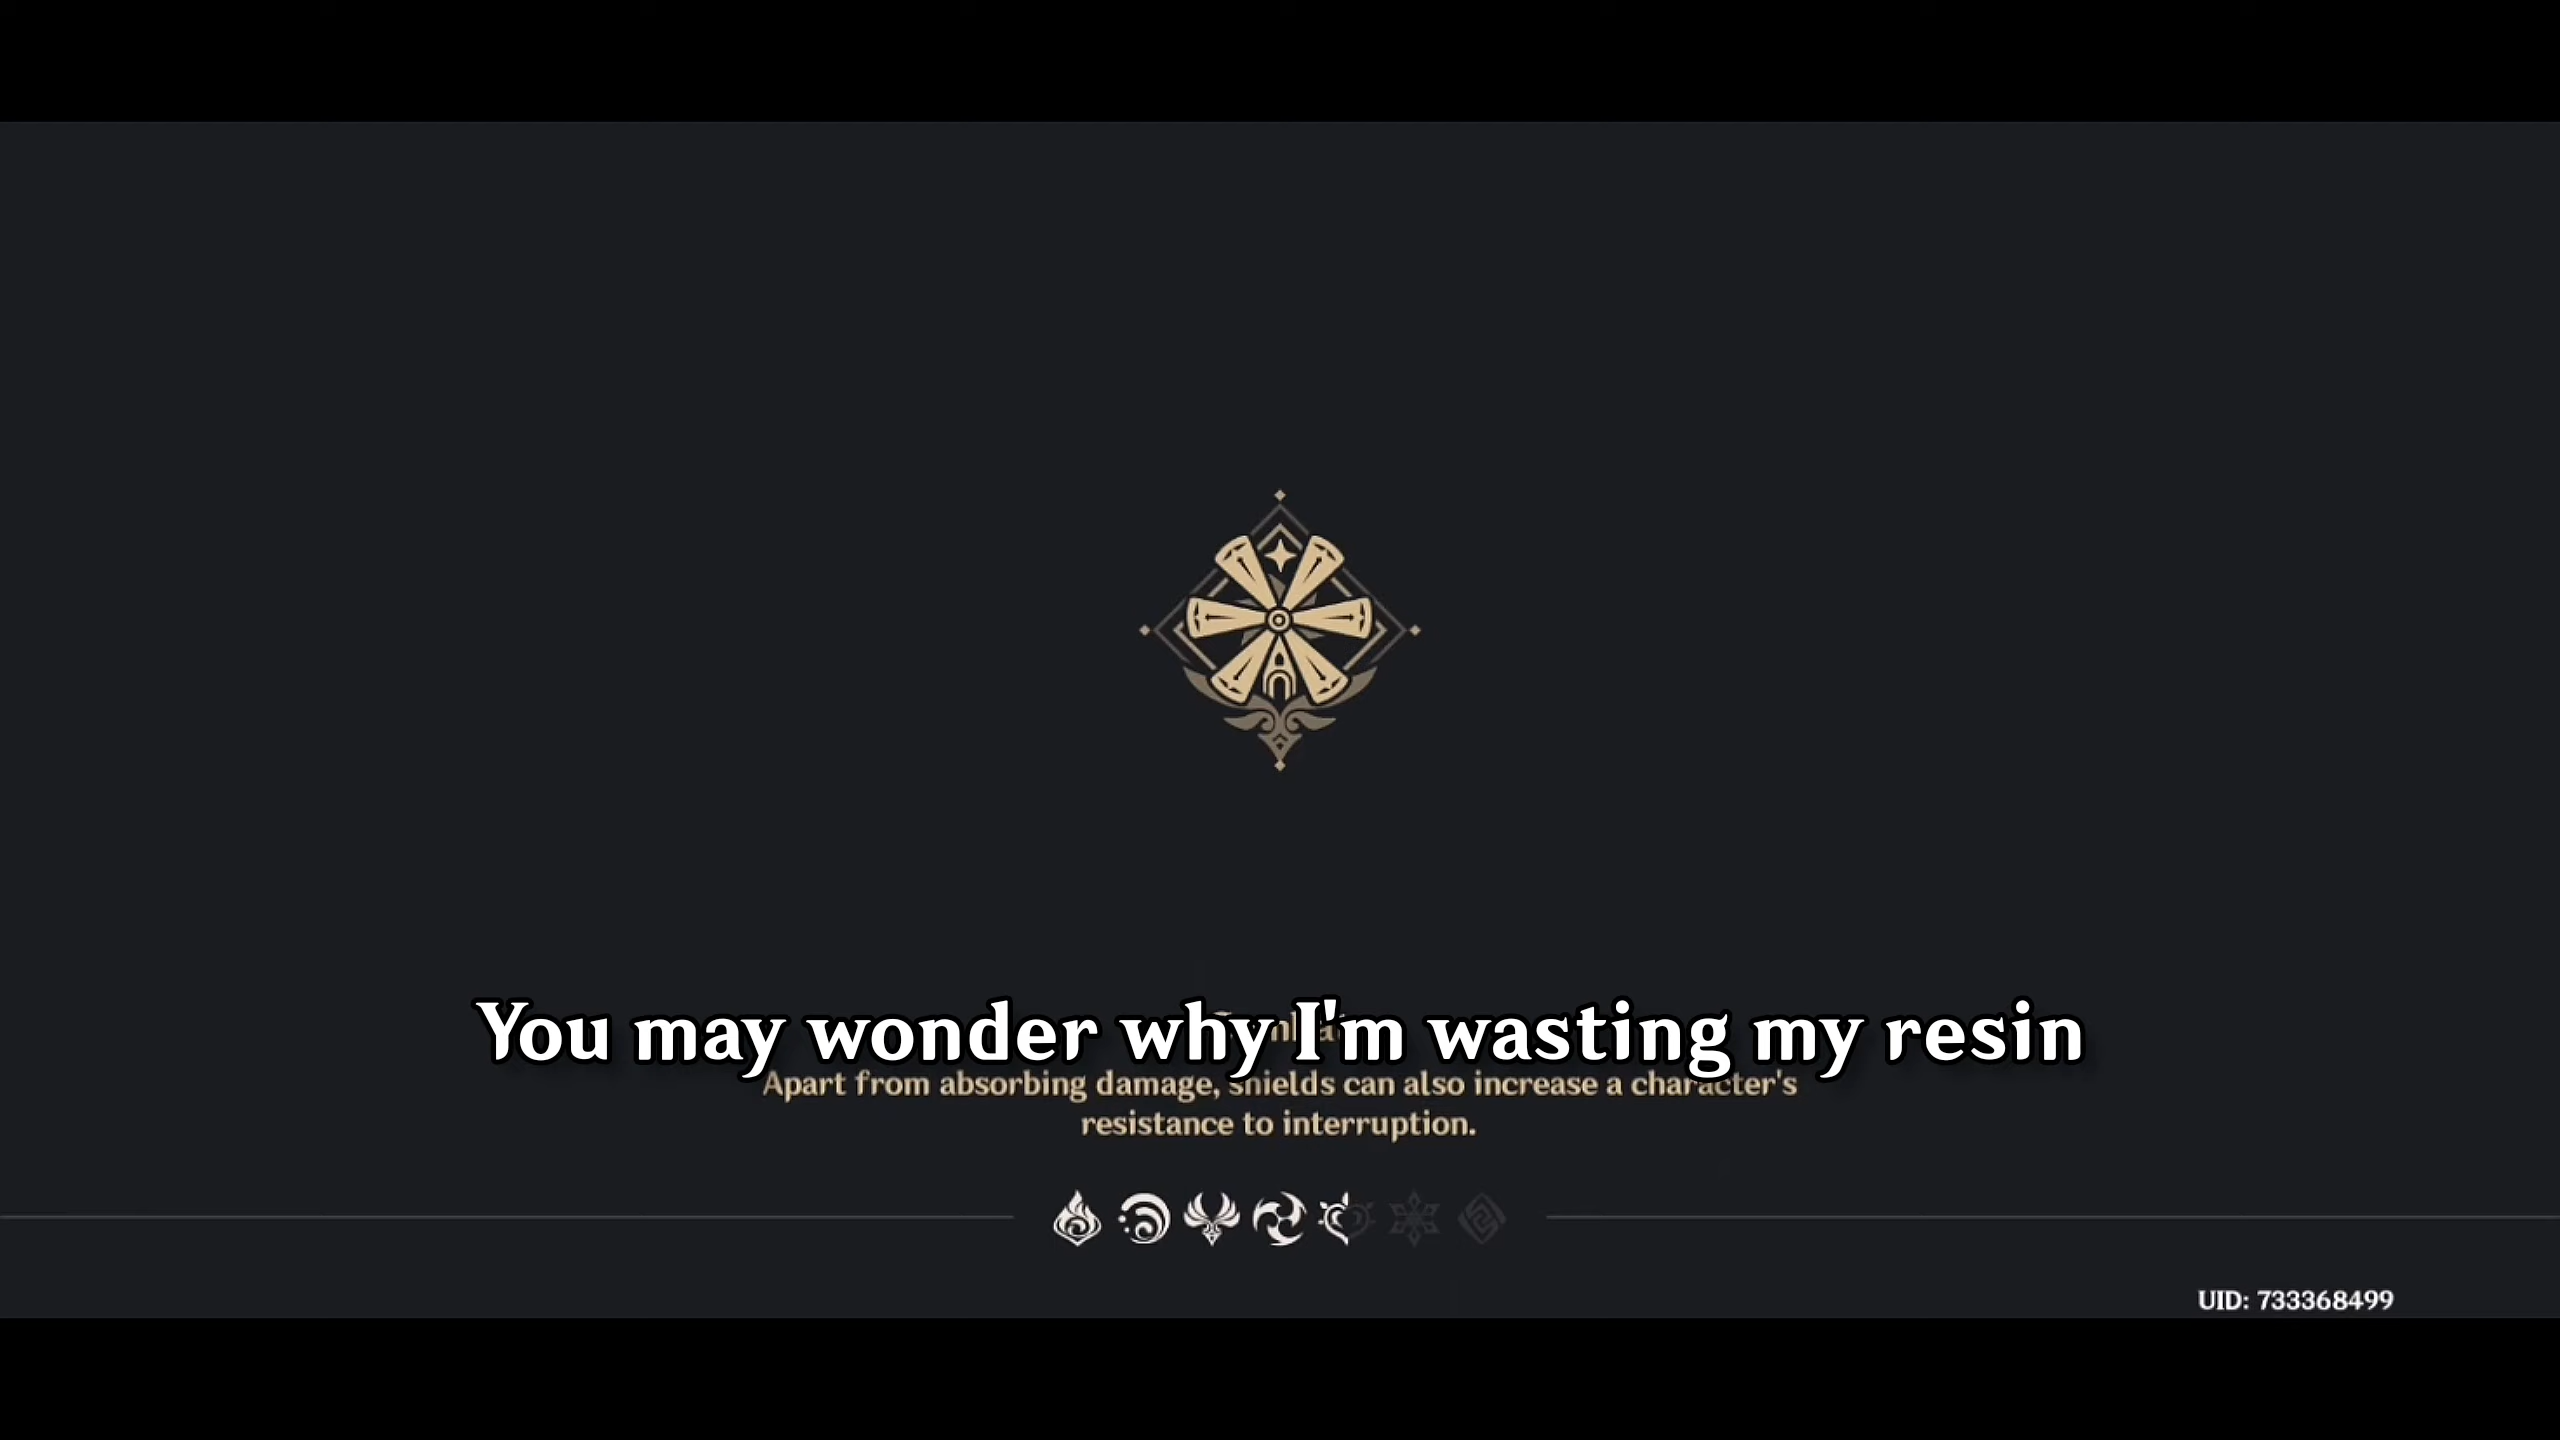 You may wonder why I'm wasting my resin
Apart from absorbing damage, shields can also increase a character's
resistance to interruption.
UID: 733368499